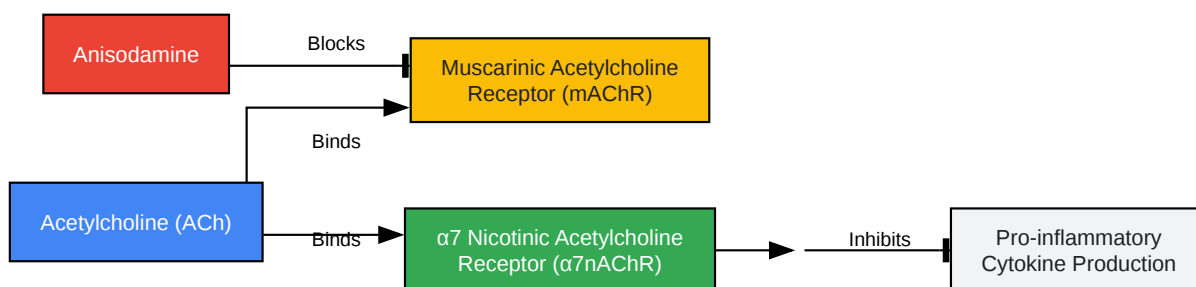 Anisodamine
Blocks
Muscarinic Acetylcholine
Receptor (mAChR)
Binds
Acetylcholine (ACh)
Binds
α7 Nicotinic Acetylcholine
Receptor (α7nAChR)
Inhibits
Pro-inflammatory
Cytokine Production